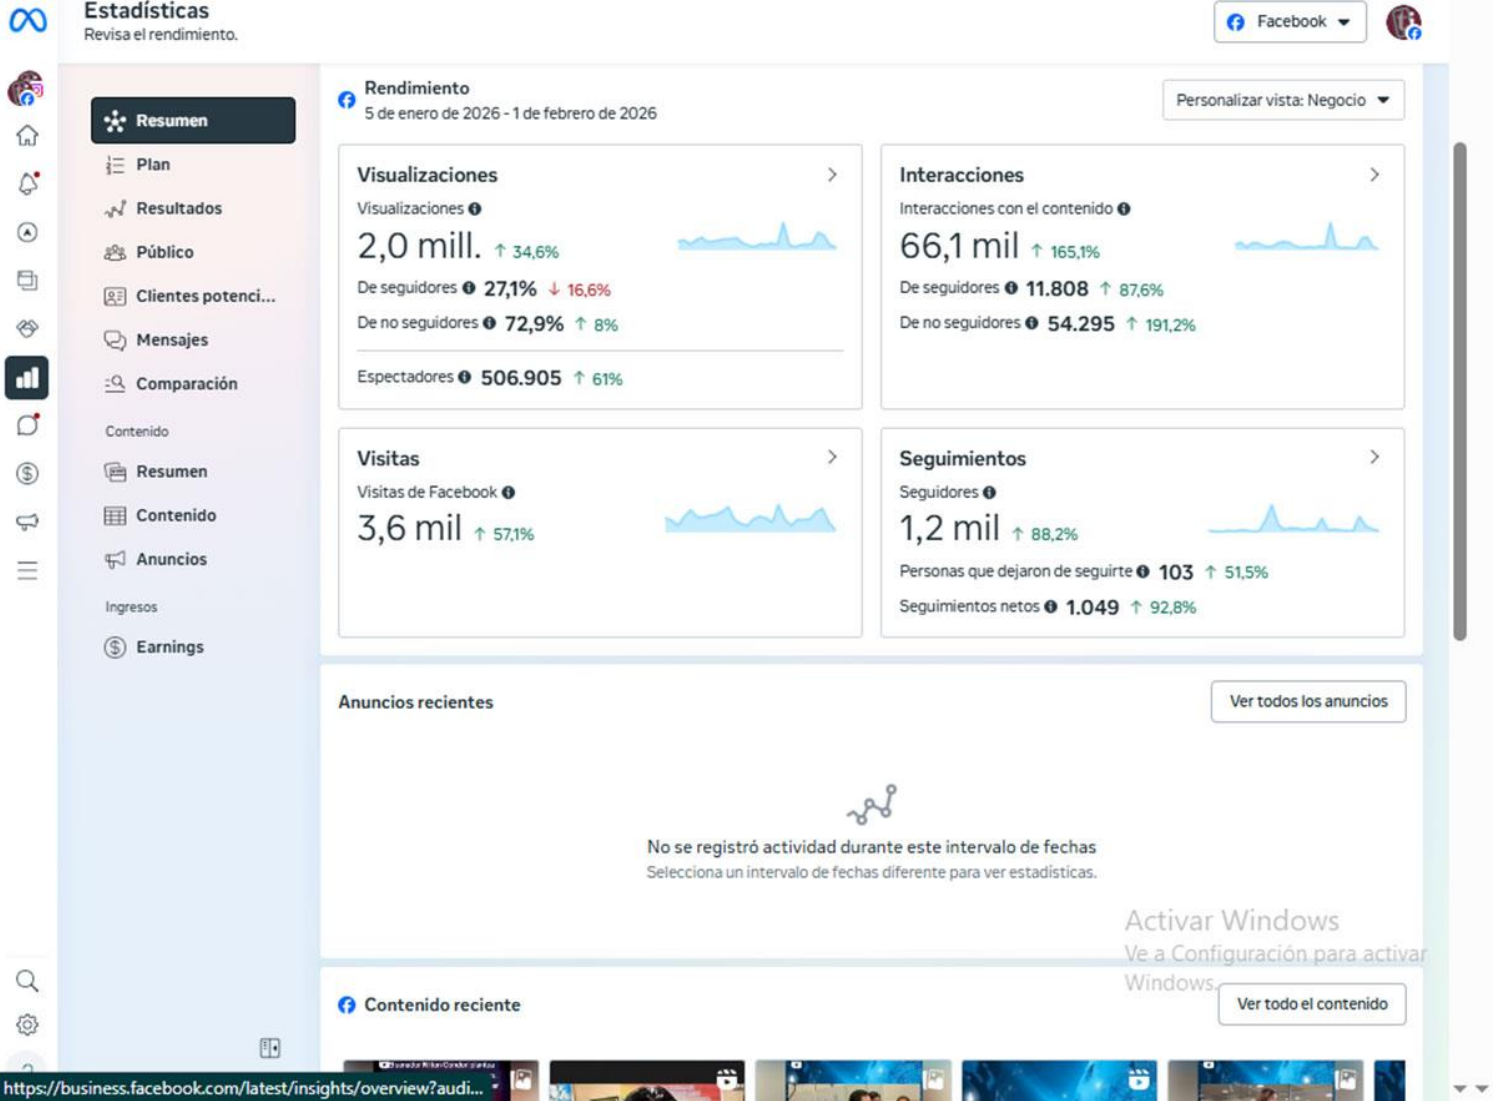 Estadísticas
Revisa el rendimiento.
Facebook
Resumen
Plan
Resultados
Público
Clientes potenci...
Mensajes
Comparación
Contenido
Resumen
Contenido
Anuncios
Ingresos
Earnings
Rendimiento
5 de enero de 2026 - 1 de febrero de 2026
Personalizar vista: Negocio
Visualizaciones
Visualizaciones
2,0 mill. ↑ 34,6%
De seguidores 27,1% ↓ 16,6%
De no seguidores 72,9% ↑ 8%
Espectadores 506.905 ↑ 61%
Interacciones
Interacciones con el contenido
66,1 mil ↑ 165,1%
De seguidores 11.808 ↑ 87,6%
De no seguidores 54.295 ↑ 191,2%
Visitas
Visitas de Facebook
3,6 mil ↑ 57,1%
Seguimientos
Seguidores
1,2 mil ↑ 88,2%
Personas que dejaron de seguirte 103 ↑ 51,5%
Seguimientos netos 1.049 ↑ 92,8%
Anuncios recientes
Ver todos los anuncios
No se registró actividad durante este intervalo de fechas
Selecciona un intervalo de fechas diferente para ver estadísticas.
Activar Windows
Ve a Configuración para activar
Windows.
Contenido reciente
Ver todo el contenido
https://business.facebook.com/latest/insights/overview?audi...